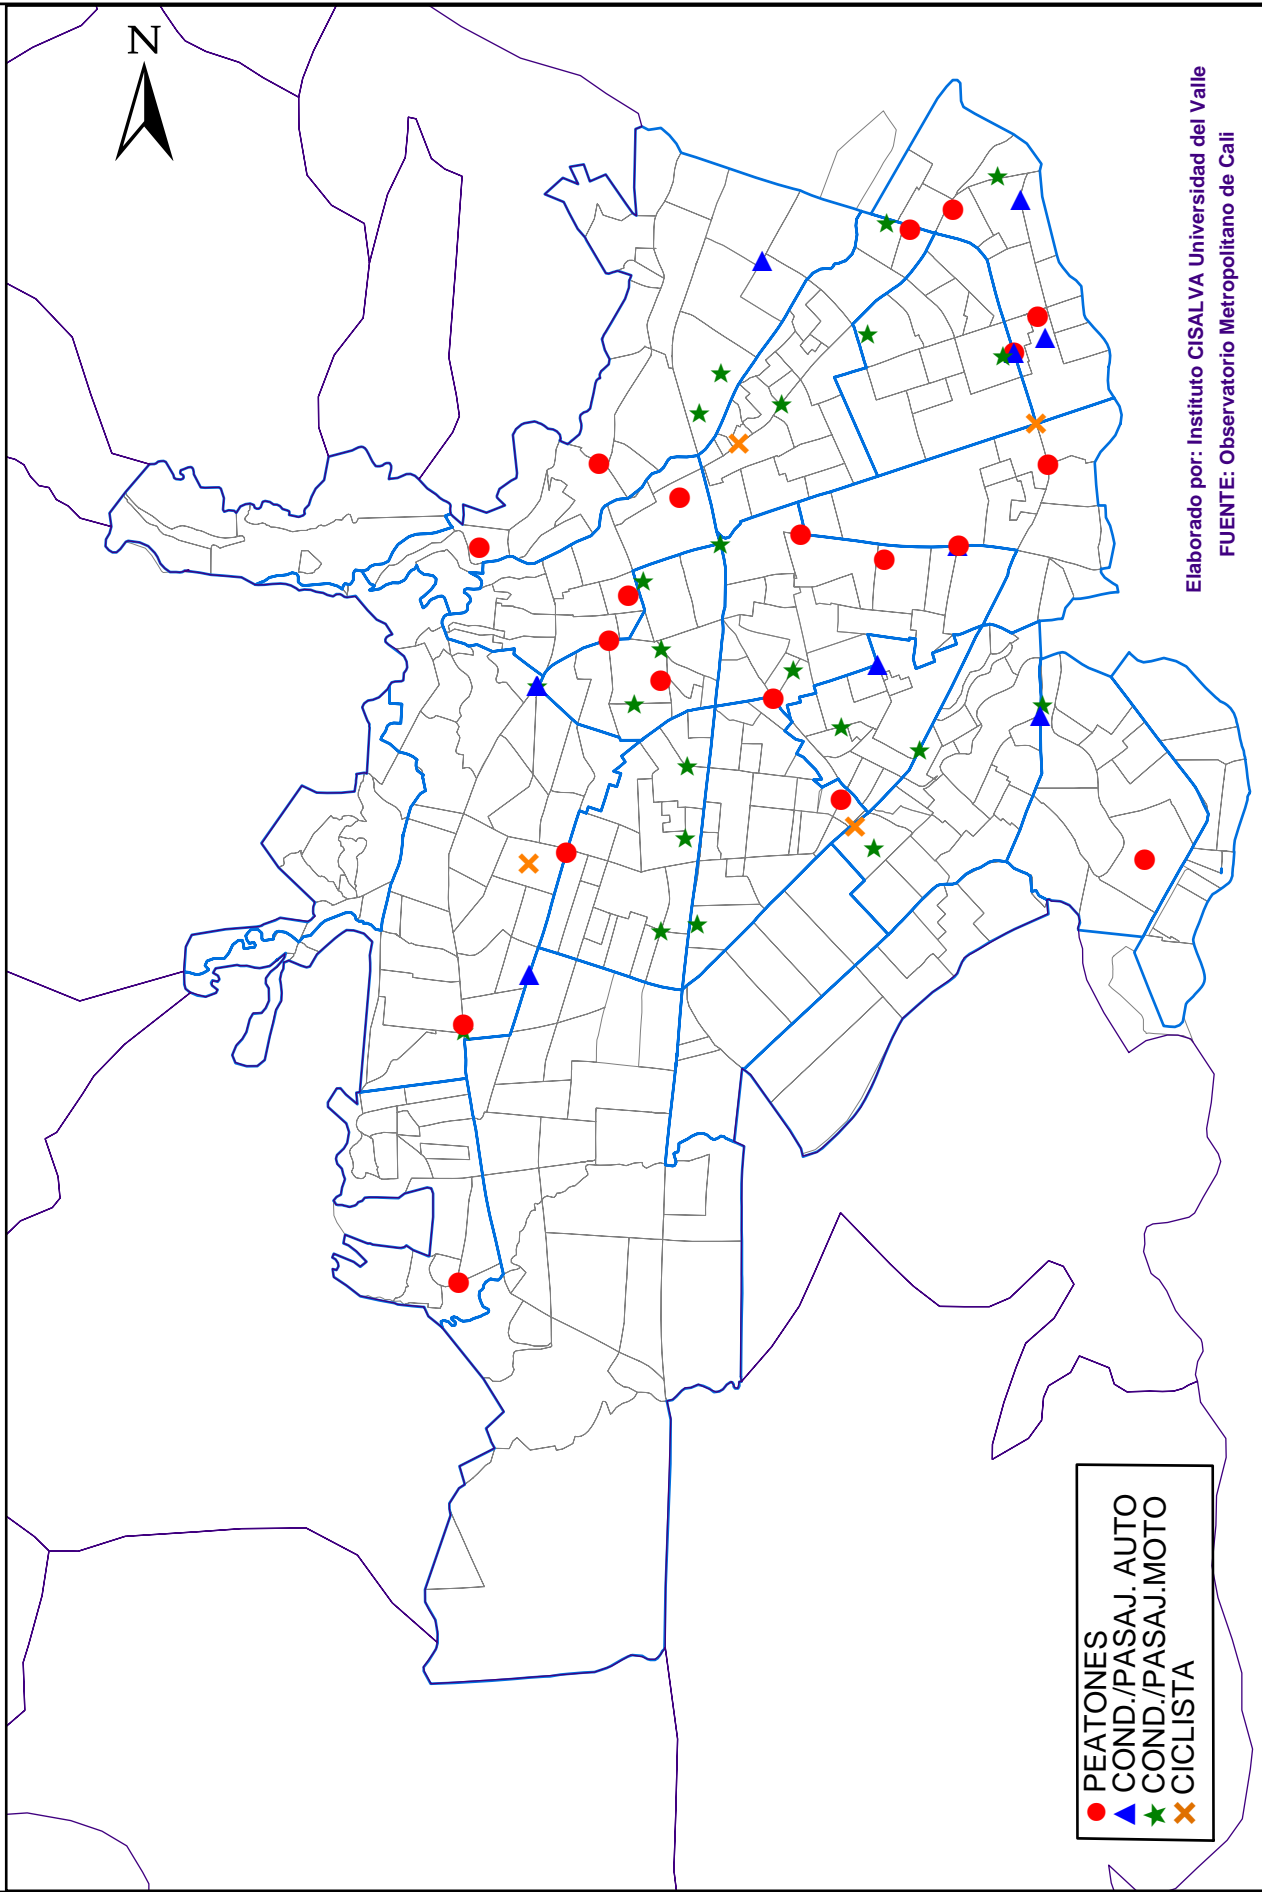 N
Elaborado por: Instituto CISALVA Universidad del Valle
FUENTE: Observatorio Metropolitano de Cali
PEATONES
COND./PASAJ. AUTO
COND./PASAJ.MOTO
CICLISTA